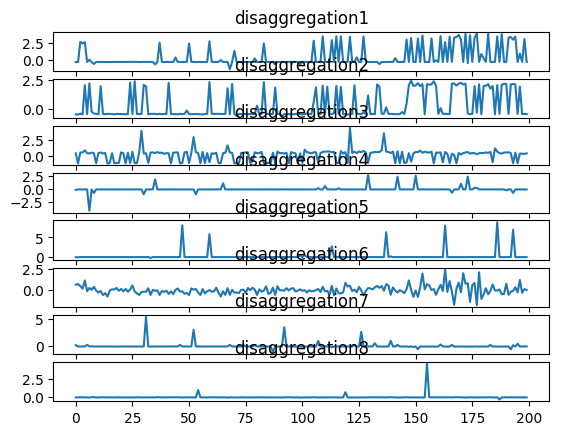 disaggregation1
2.5
0.0
disaggregation2
2.5
0.0
disaggregation3
2.5
0.0
disaggregation4
2.5
0.0
−2.5
disaggregation5
5
0
disaggregation6
2.5
0.0
disaggregation7
5
0
disaggregation8
2.5
0.0
0 25 50 75 100 125 150 175 200